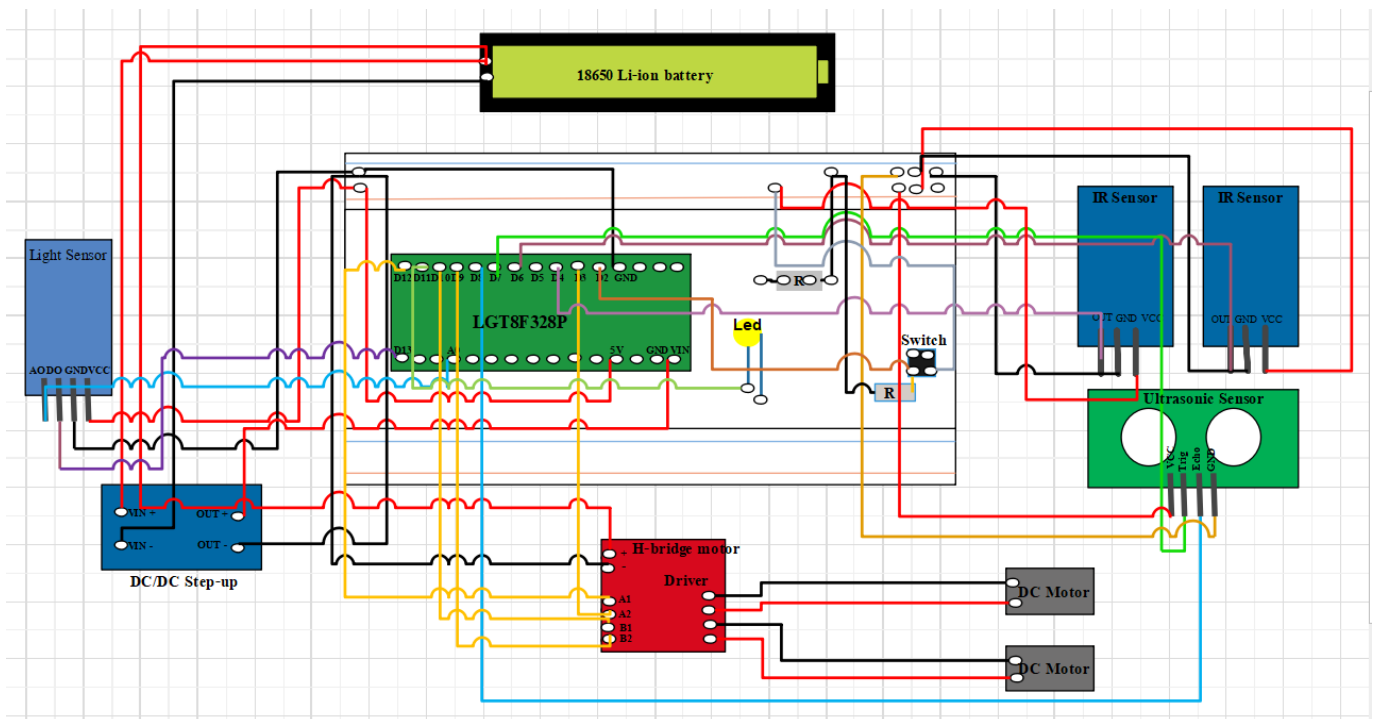 18650 Li-ion battery
IR Sensor
IR Sensor
Light Sensor
D12 D11 D10 D9 D8 D7 D6 D5 D4 D3 D2 GND
R
LGT8F328P
Led
OUT GND VCC
OUT GND VCC
Switch
D13
5V
GND VIN
AO DO GND VCC
R
Ultrasonic Sensor
VCC
Trig
Echo
GND
VIN +
OUT +
VIN -
OUT -
DC/DC Step-up
H-bridge motor
Driver
+
-
A1
A2
B1
B2
DC Motor
DC Motor